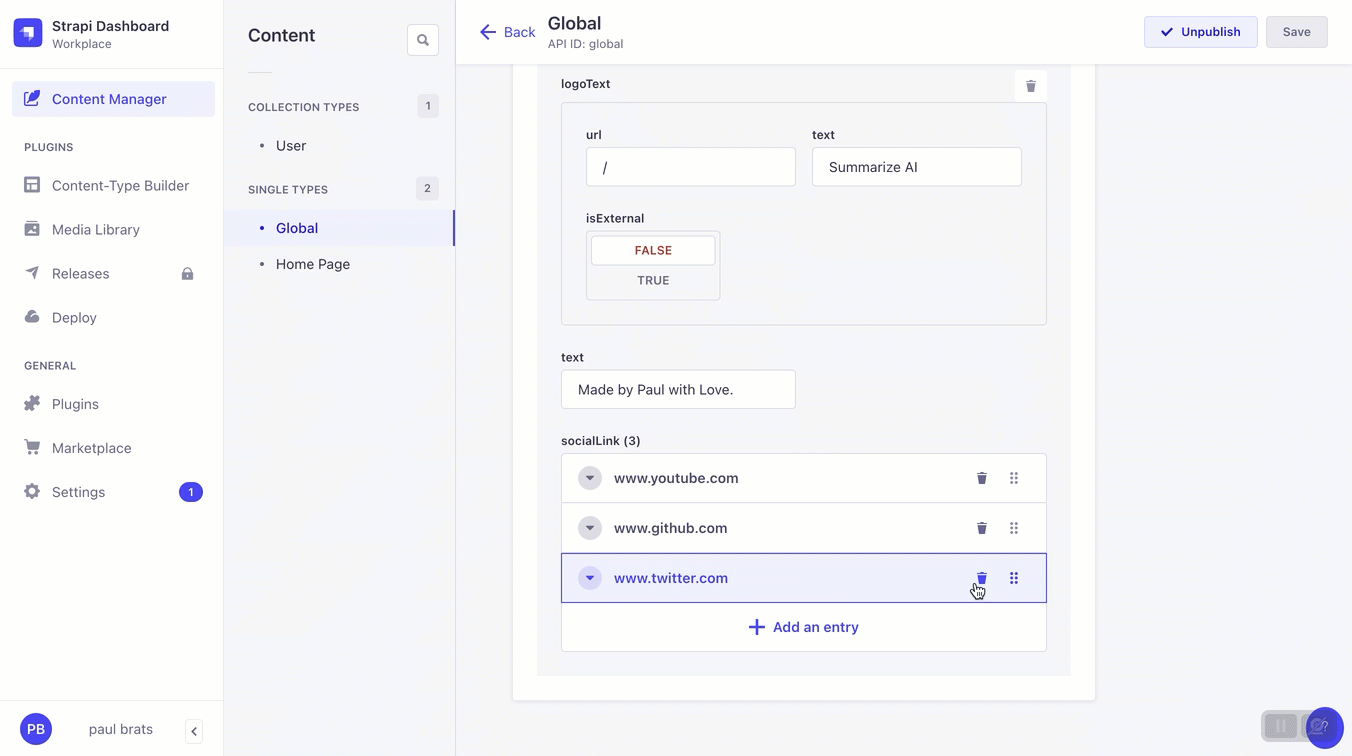 Strapi Dashboard
Workplace
Content Manager
PLUGINS
Content-Type Builder
Media Library
Releases
Deploy
GENERAL
Plugins
Marketplace
Settings
1
PB
paul brats
Content
COLLECTION TYPES
1
User
SINGLE TYPES
2
Global
Home Page
Back
Global
API ID: global
Unpublish
Save
logoText
url
text
/
Summarize AI
isExternal
FALSE
TRUE
text
Made by Paul with Love.
socialLink (3)
www.youtube.com
www.github.com
www.twitter.com
Add an entry
?